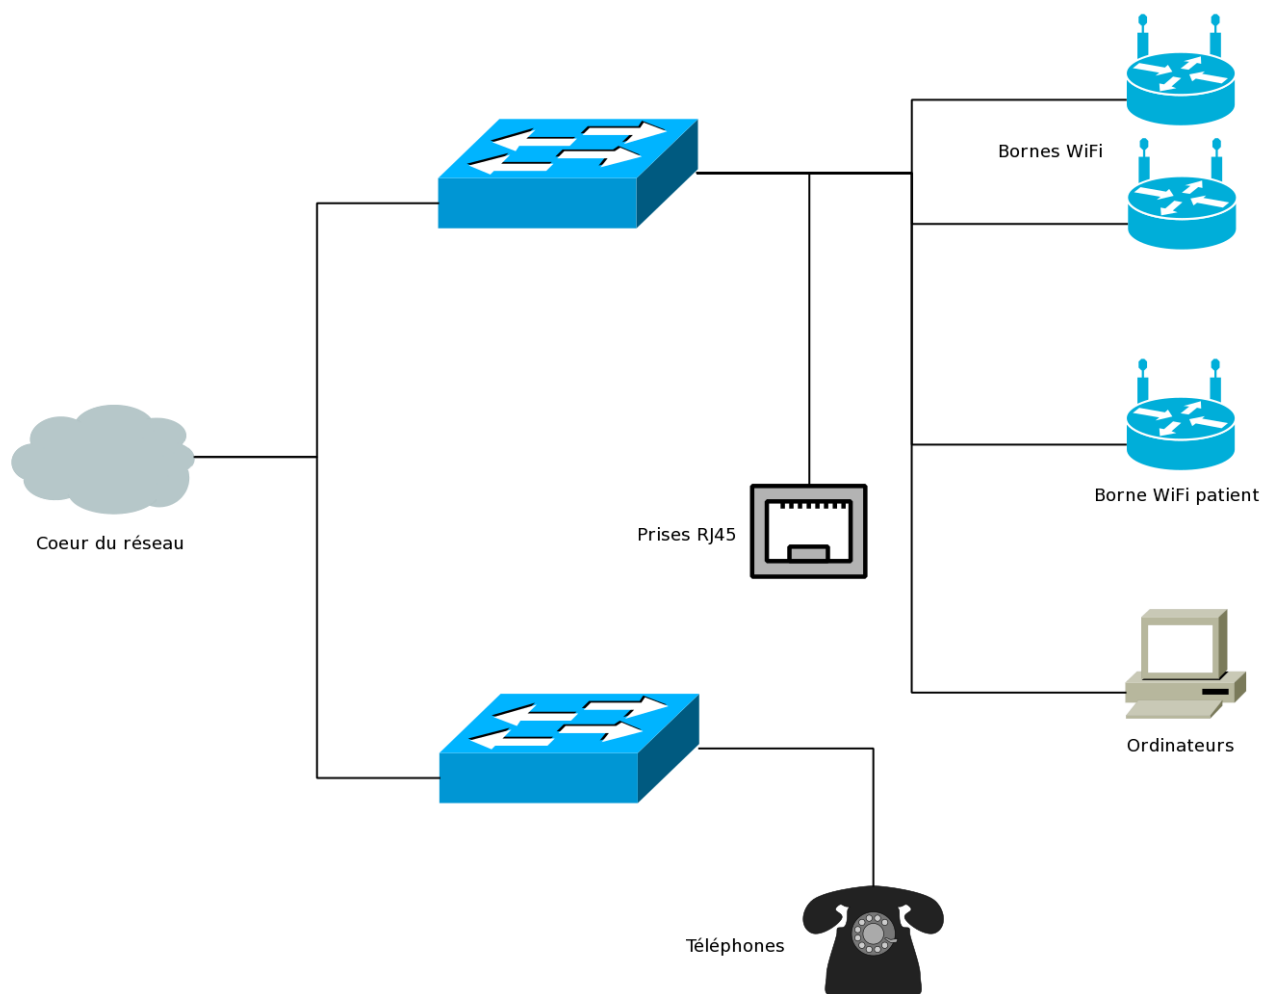 Bornes WiFi
Borne WiFi patient
Prises RJ45
Coeur du réseau
Ordinateurs
Téléphones